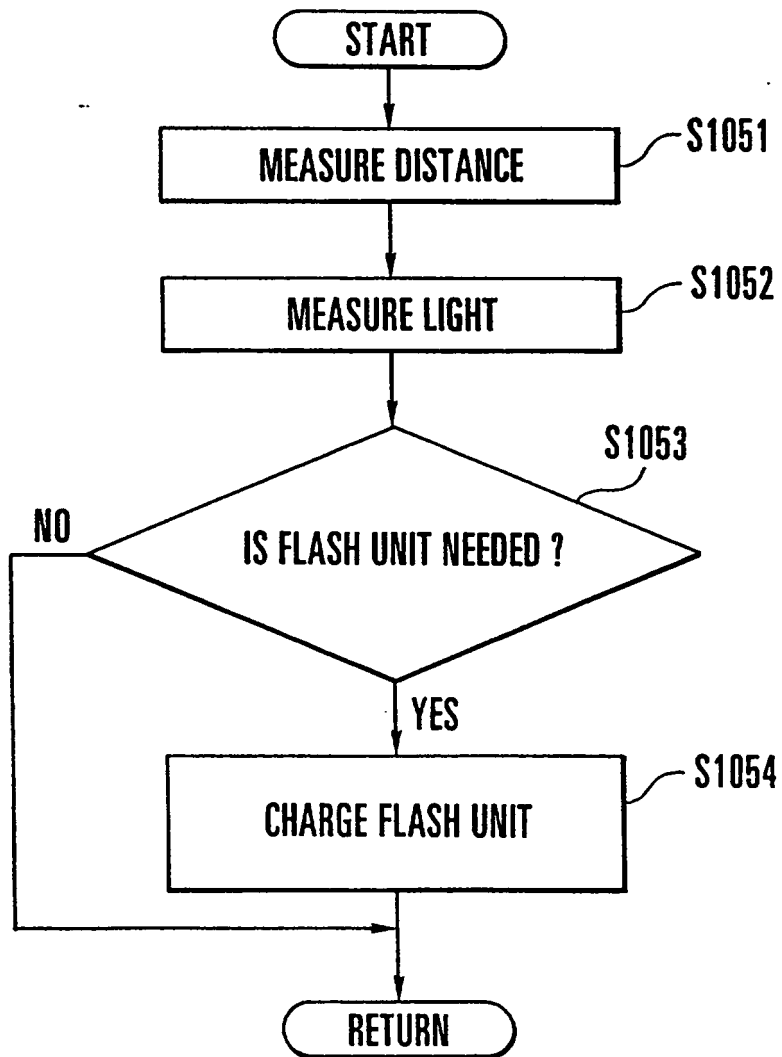 START
MEASURE DISTANCE
S1051
MEASURE LIGHT
S1052
S1053
NO
IS FLASH UNIT NEEDED ?
YES
CHARGE FLASH UNIT
S1054
RETURN